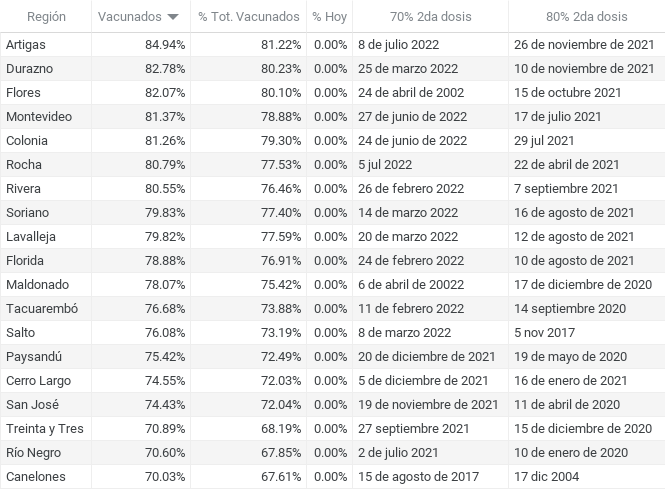 Región Vacunados % Tot. Vacunados % Hoy 70% 2da dosis 80% 2da dosis
Artigas 84.94% 81.22% 0.00% 8 de julio 2022 26 de noviembre de 2021
Durazno 82.78% 80.23% 0.00% 25 de marzo 2022 10 de noviembre de 2021
Flores 82.07% 80.10% 0.00% 24 de abril de 2002 15 de octubre 2021
Montevideo 81.37% 78.88% 0.00% 27 de junio de 2022 17 de julio 2021
Colonia 81.26% 79.30% 0.00% 24 de junio de 2022 29 jul 2021
Rocha 80.79% 77.53% 0.00% 5 jul 2022 22 de abril de 2021
Rivera 80.55% 76.46% 0.00% 26 de febrero 2022 7 septiembre 2021
Soriano 79.83% 77.40% 0.00% 14 de marzo 2022 16 de agosto de 2021
Lavalleja 79.82% 77.59% 0.00% 20 de marzo 2022 12 de agosto de 2021
Florida 78.88% 76.91% 0.00% 24 de febrero 2022 10 de agosto 2021
Maldonado 78.07% 75.42% 0.00% 6 de abril de 20022 17 de diciembre de 2020
Tacuarembó 76.68% 73.88% 0.00% 11 de febrero 2022 14 septiembre 2020
Salto 76.08% 73.19% 0.00% 8 de marzo 2022 5 nov 2017
Paysandú 75.42% 72.49% 0.00% 20 de diciembre de 2021 19 de mayo de 2020
Cerro Largo 74.55% 72.03% 0.00% 5 de diciembre de 2021 16 de enero de 2021
San José 74.43% 72.04% 0.00% 19 de noviembre de 2021 11 de abril de 2020
Treinta y Tres 70.89% 68.19% 0.00% 27 septiembre 2021 15 de diciembre de 2020
Río Negro 70.60% 67.85% 0.00% 2 de julio 2021 10 de enero de 2020
Canelones 70.03% 67.61% 0.00% 15 de agosto de 2017 17 dic 2004